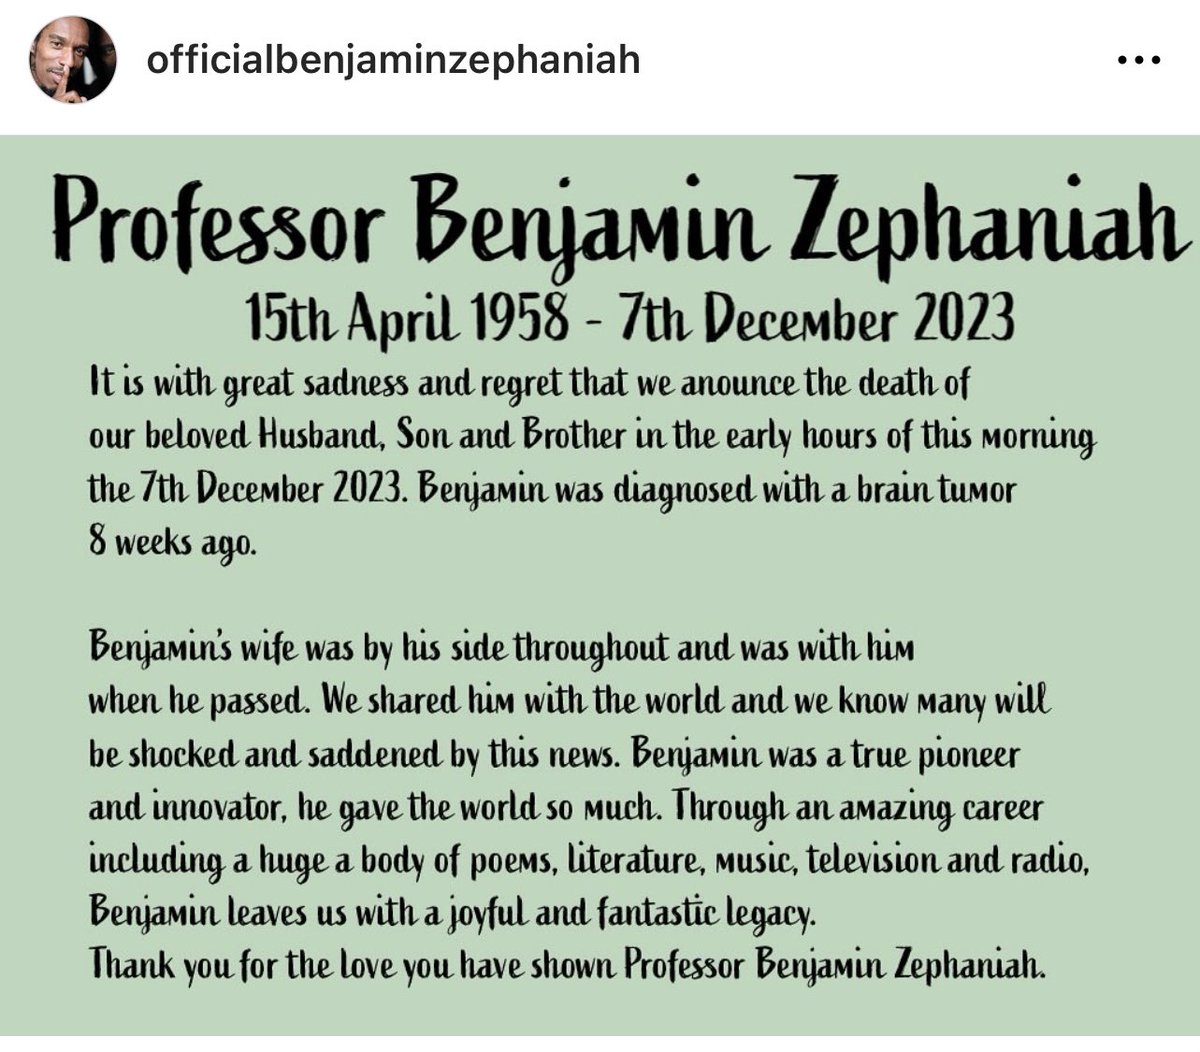 officialbenjaminzephaniah
Professor Benjamin Zephaniah
15th April 1958 - 7th December 2023
It is with great sadness and regret that we anounce the death of
our beloved Husband, Son and Brother in the early hours of this morning
the 7th December 2023. Benjamin was diagnosed with a brain tumor
8 weeks ago.
Benjamin's wife was by his side throughout and was with him
when he passed. We shared him with the world and we know many will
be shocked and saddened by this news. Benjamin was a true pioneer
and innovator, he gave the world so much. Through an amazing career
including a huge a body of poems, literature, music, television and radio,
Benjamin leaves us with a joyful and fantastic legacy.
Thank you for the love you have shown Professor Benjamin Zephaniah.